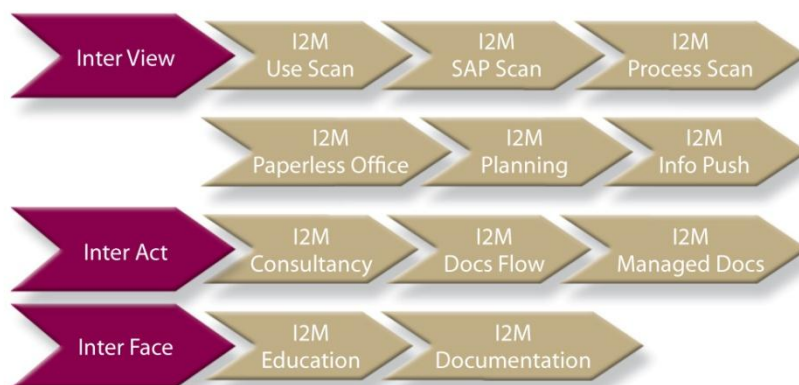 Inter View
I2M
Use Scan
I2M
SAP Scan
I2M
Process Scan
I2M
Paperless Office
I2M
Planning
I2M
Info Push
Inter Act
I2M
Consultancy
I2M
Docs Flow
I2M
Managed Docs
Inter Face
I2M
Education
I2M
Documentation